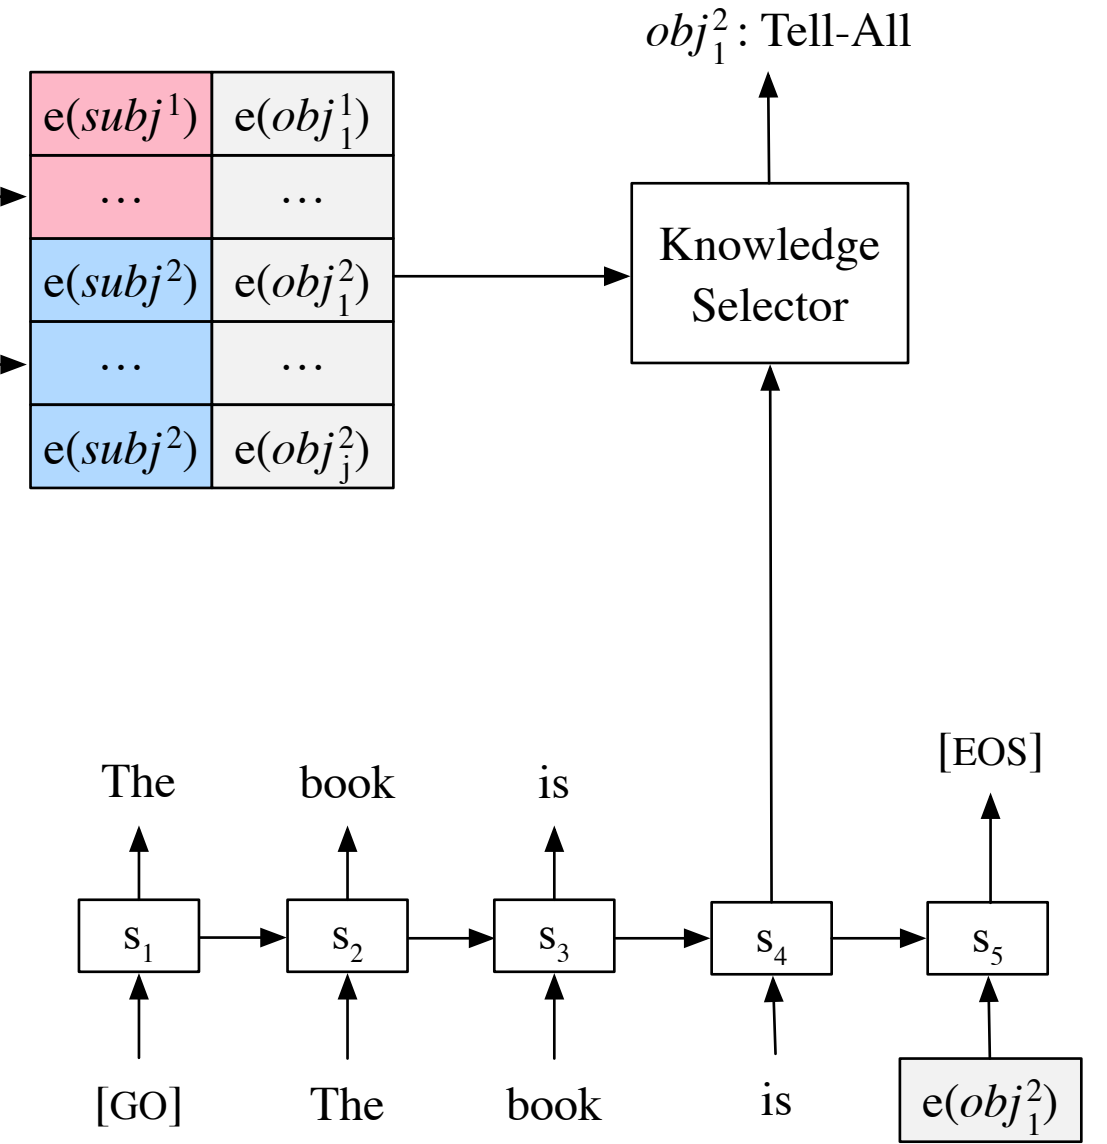 obj₁²: Tell-All
e(subj¹) e(obj₁¹)
... ...
e(subj²) e(obj₁²)
... ...
e(subj²) e(objⱼ²)
Knowledge
Selector
[EOS]
The book is
s₁ s₂ s₃ s₄ s₅
[GO] The book is e(obj₁²)